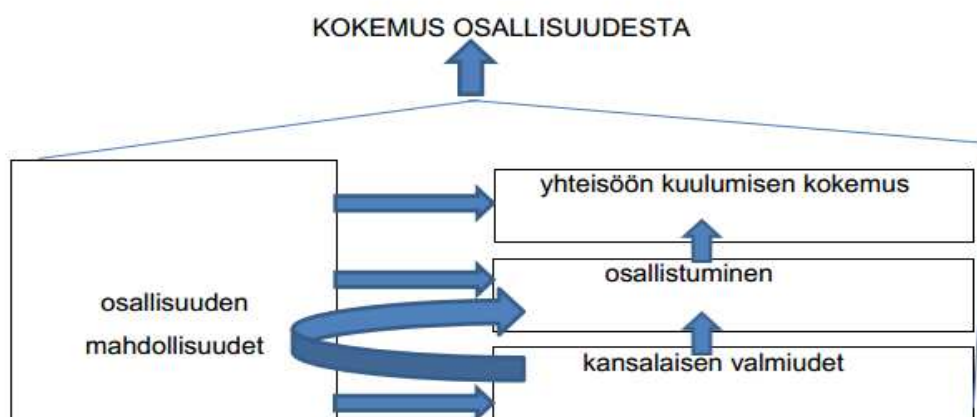 KOKEMUS OSALLISUUDESTA
yhteisöön kuulumisen kokemus
osallistuminen
osallisuuden
mahdollisuudet
kansalaisen valmiudet